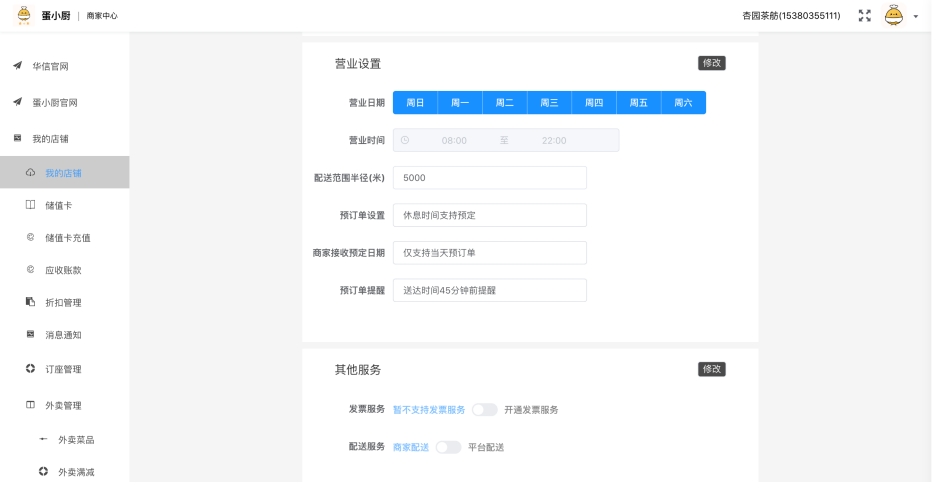 蛋小厨 | 商家中心
杏园茶舫(15380355111)
华信官网
蛋小厨官网
我的店铺
我的店铺
储值卡
储值卡充值
应收账款
折扣管理
消息通知
订座管理
外卖管理
外卖菜品
外卖满减
营业设置 修改
营业日期 周日 周一 周二 周三 周四 周五 周六
营业时间 08:00 至 22:00
配送范围半径(米) 5000
预订单设置 休息时间支持预定
商家接收预定日期 仅支持当天预订单
预订单提醒 送达时间45分钟前提醒
其他服务 修改
发票服务 暂不支持发票服务 开通发票服务
配送服务 商家配送 平台配送